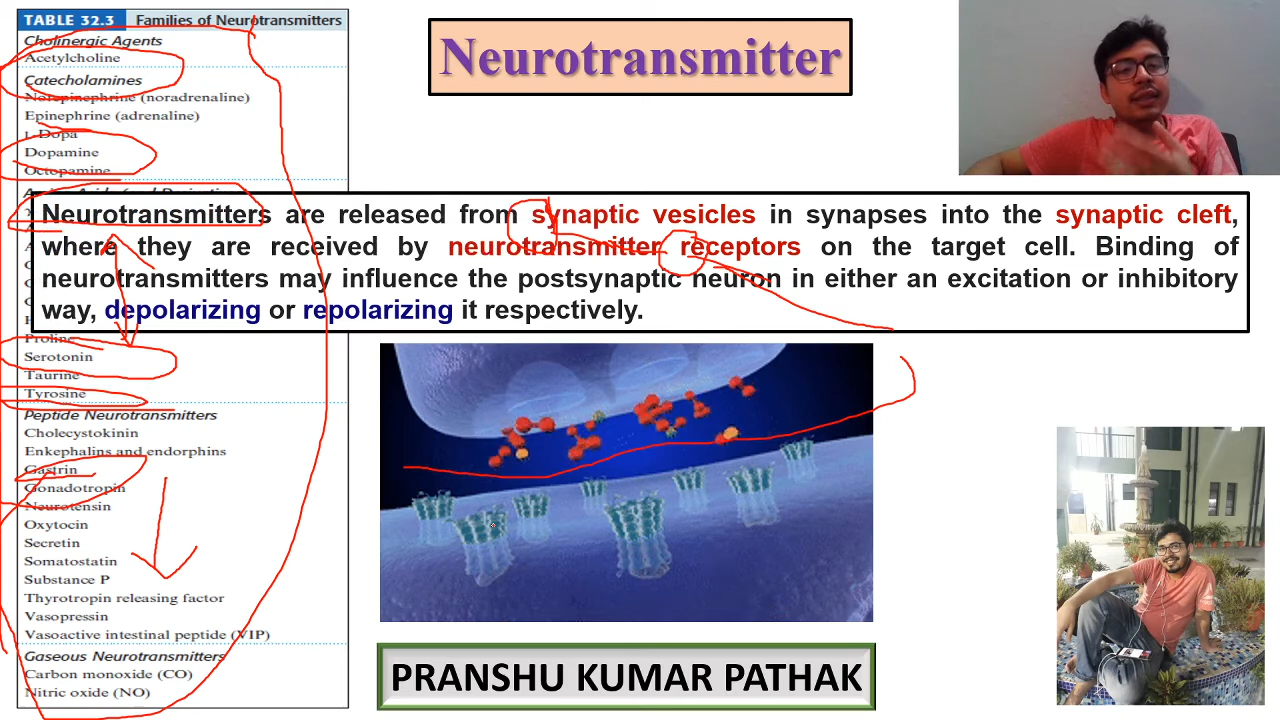 TABLE 32.3 Families of Neurotransmitters
Cholinergic Agents
Acetylcholine
Catecholamines
Norepinephrine (noradrenaline)
Epinephrine (adrenaline)
L-Dopa
Dopamine
Octopamine
Neurotransmitter
Neurotransmitters are released from synaptic vesicles in synapses into the synaptic cleft,
where they are received by neurotransmitter receptors on the target cell. Binding of
neurotransmitters may influence the postsynaptic neuron in either an excitation or inhibitory
way, depolarizing or repolarizing it respectively.
Proline
Serotonin
Taurine
Tyrosine
Peptide Neurotransmitters
Cholecystokinin
Enkephalins and endorphins
Gastrin
Gonadotropin
Neurotensin
Oxytocin
Secretin
Somatostatin
Substance P
Thyrotropin releasing factor
Vasopressin
Vasoactive intestinal peptide (VIP)
Gaseous Neurotransmitters
Carbon monoxide (CO)
Nitric oxide (NO)
PRANSHU KUMAR PATHAK